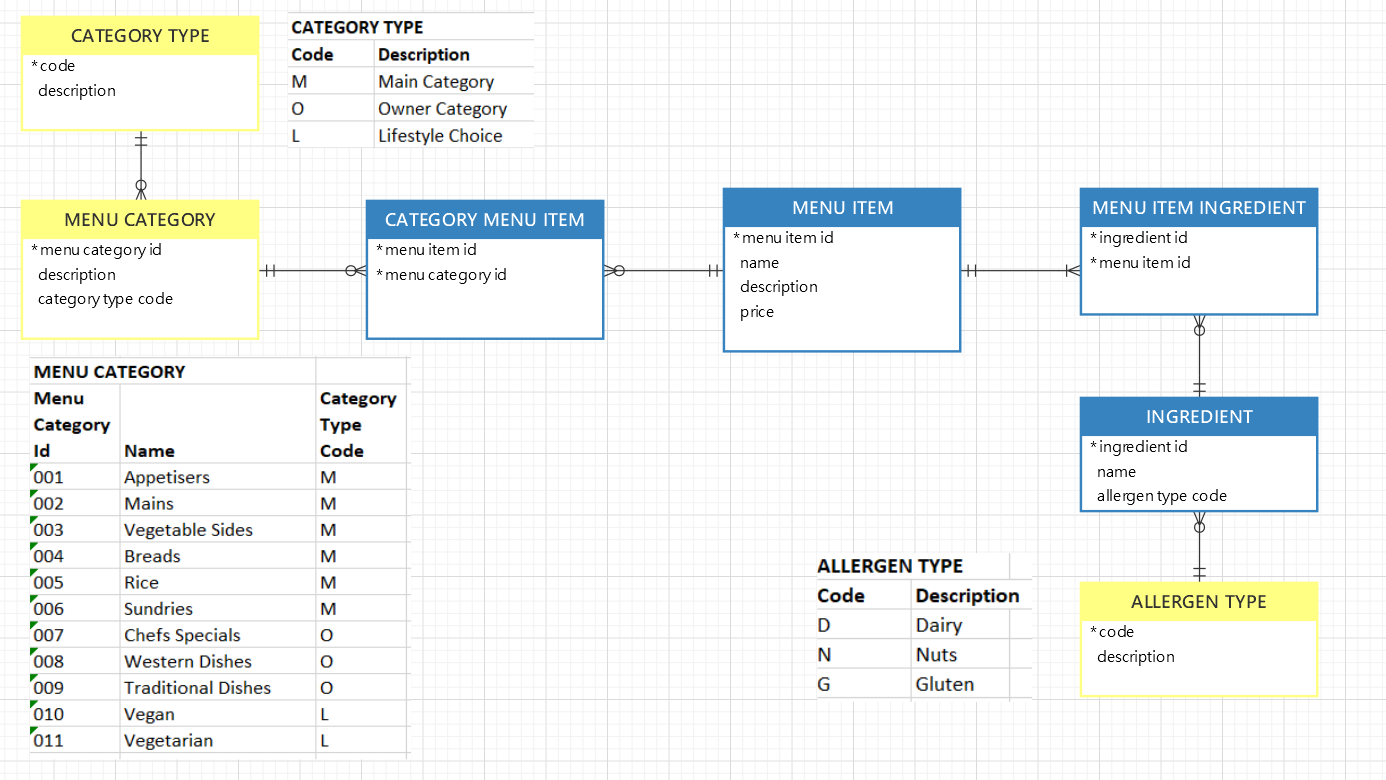 CATEGORY TYPE
*code
description
CATEGORY TYPE
Code Description
M Main Category
O Owner Category
L Lifestyle Choice
MENU CATEGORY
*menu category id
description
category type code
CATEGORY MENU ITEM
*menu item id
*menu category id
MENU ITEM
*menu item id
name
description
price
MENU ITEM INGREDIENT
*ingredient id
*menu item id
MENU CATEGORY
Menu Category
Category Type
Id Name Code
001 Appetisers M
002 Mains M
003 Vegetable Sides M
004 Breads M
005 Rice M
006 Sundries M
007 Chefs Specials O
008 Western Dishes O
009 Traditional Dishes O
010 Vegan L
011 Vegetarian L
INGREDIENT
*ingredient id
name
allergen type code
ALLERGEN TYPE
Code Description
D Dairy
N Nuts
G Gluten
ALLERGEN TYPE
*code
description